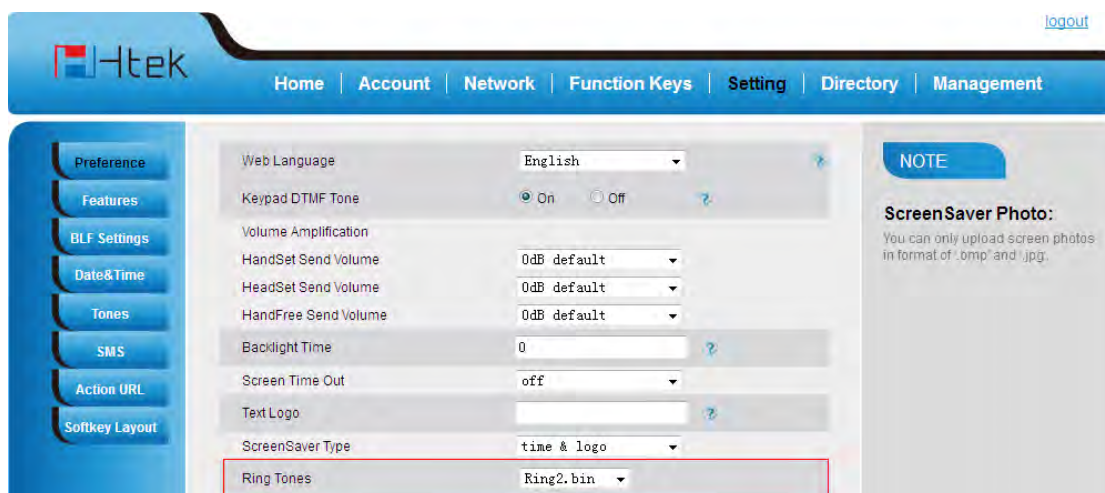 logout
Htek
Home | Account | Network | Function Keys | Setting | Directory | Management
Preference
Features
BLF Settings
Date&Time
Tones
SMS
Action URL
Softkey Layout
Web Language English ?
Keypad DTMF Tone On Off ?
Volume Amplification
HandSet Send Volume 0dB default
HeadSet Send Volume 0dB default
HandFree Send Volume 0dB default
Backlight Time 0 ?
Screen Time Out off
Text Logo ?
ScreenSaver Type time & logo
Ring Tones Ring2.bin
NOTE
ScreenSaver Photo:
You can only upload screen photos
in format of '.bmp' and '.jpg'.